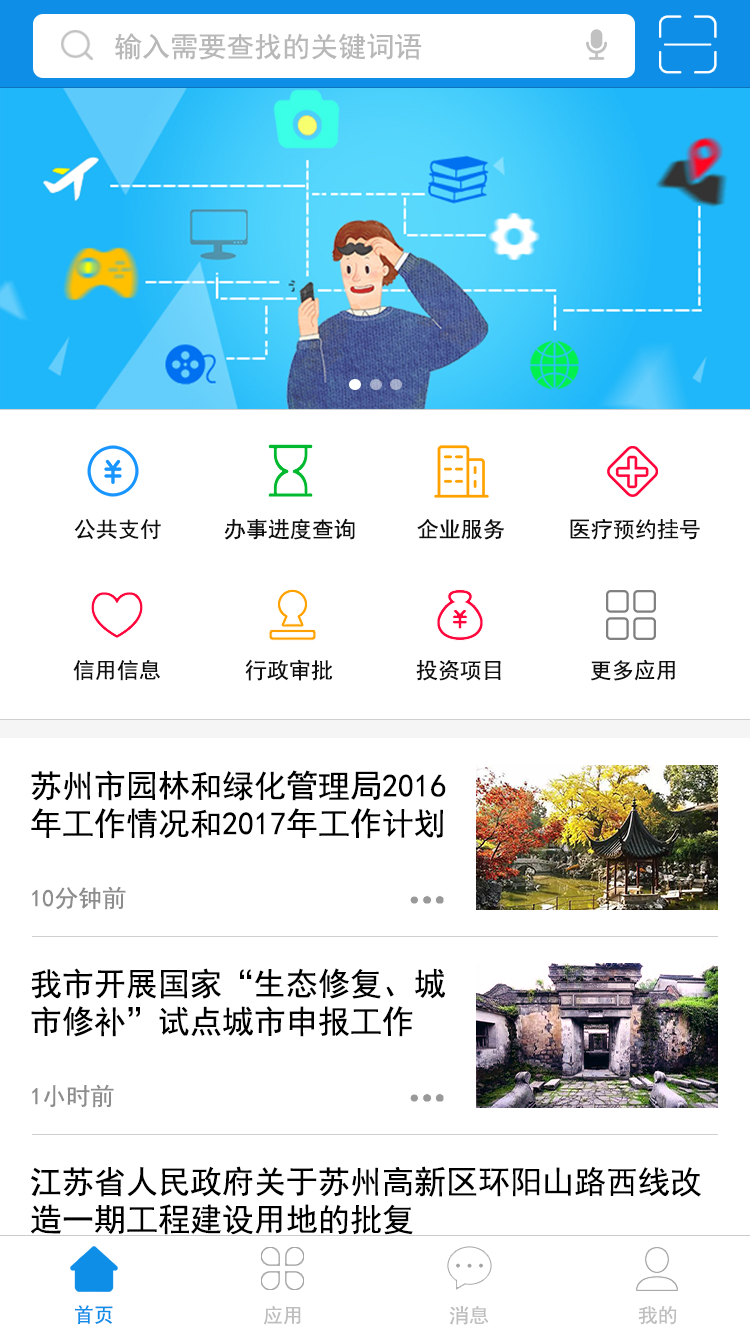 输入需要查找的关键词语
公共支付
办事进度查询
企业服务
医疗预约挂号
信用信息
行政审批
投资项目
更多应用
苏州市园林和绿化管理局2016
年工作情况和2017年工作计划
10分钟前
我市开展国家“生态修复、城
市修补”试点城市申报工作
1小时前
江苏省人民政府关于苏州高新区环阳山路西线改
造一期工程建设用地的批复
首页
应用
消息
我的